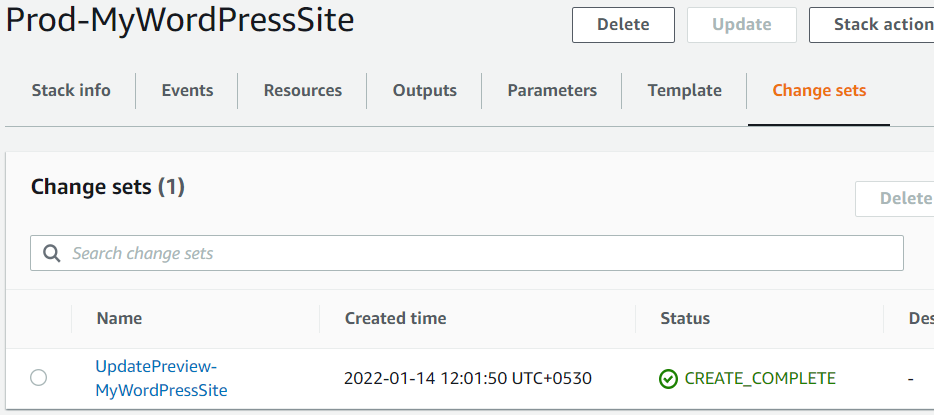 Prod-MyWordPressSite
Delete Update Stack action
Stack info Events Resources Outputs Parameters Template Change sets
Change sets (1)
Delete
Search change sets
Name Created time Status Des
UpdatePreview-
MyWordPressSite
2022-01-14 12:01:50 UTC+0530 CREATE_COMPLETE -